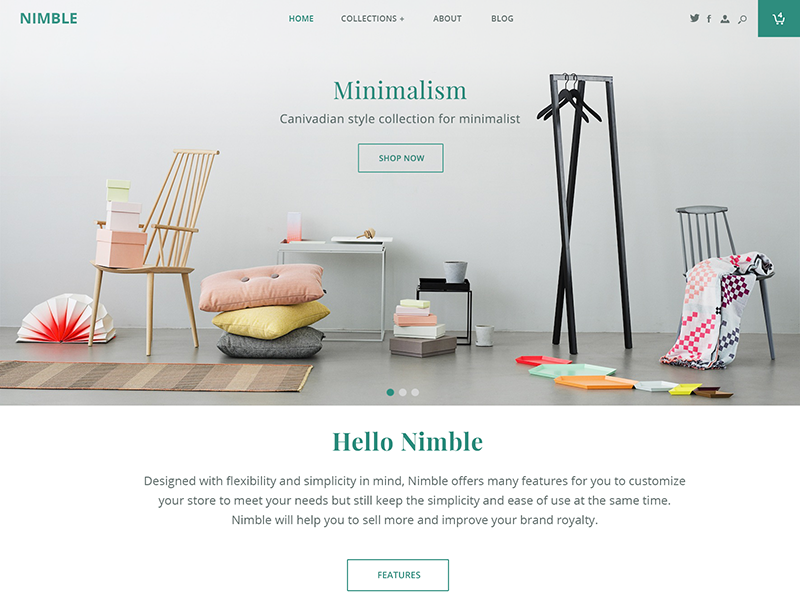 NIMBLE
HOME
COLLECTIONS +
ABOUT
BLOG
4
Minimalism
Canivadian style collection for minimalist
SHOP NOW
Hello Nimble
Designed with flexibility and simplicity in mind, Nimble offers many features for you to customize
your store to meet your needs but still keep the simplicity and ease of use at the same time.
Nimble will help you to sell more and improve your brand royalty.
FEATURES